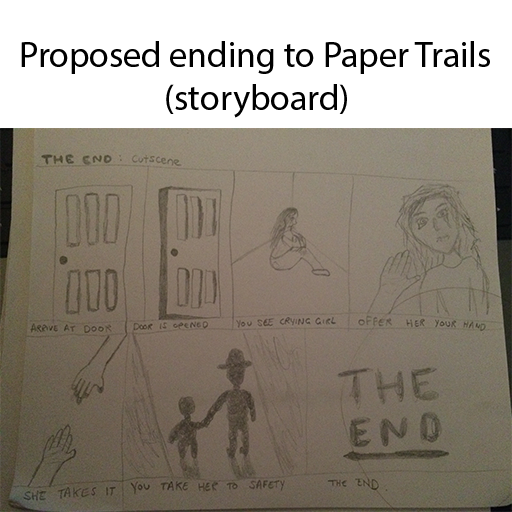 Proposed ending to Paper Trails
(storyboard)
THE END : Cutscene
ARRIVE AT DOOR
DOOR IS OPENED
YOU SEE CRYING GIRL
OFFER HER YOUR HAND
SHE TAKES IT
YOU TAKE HER TO SAFETY
THE
END
THE END.